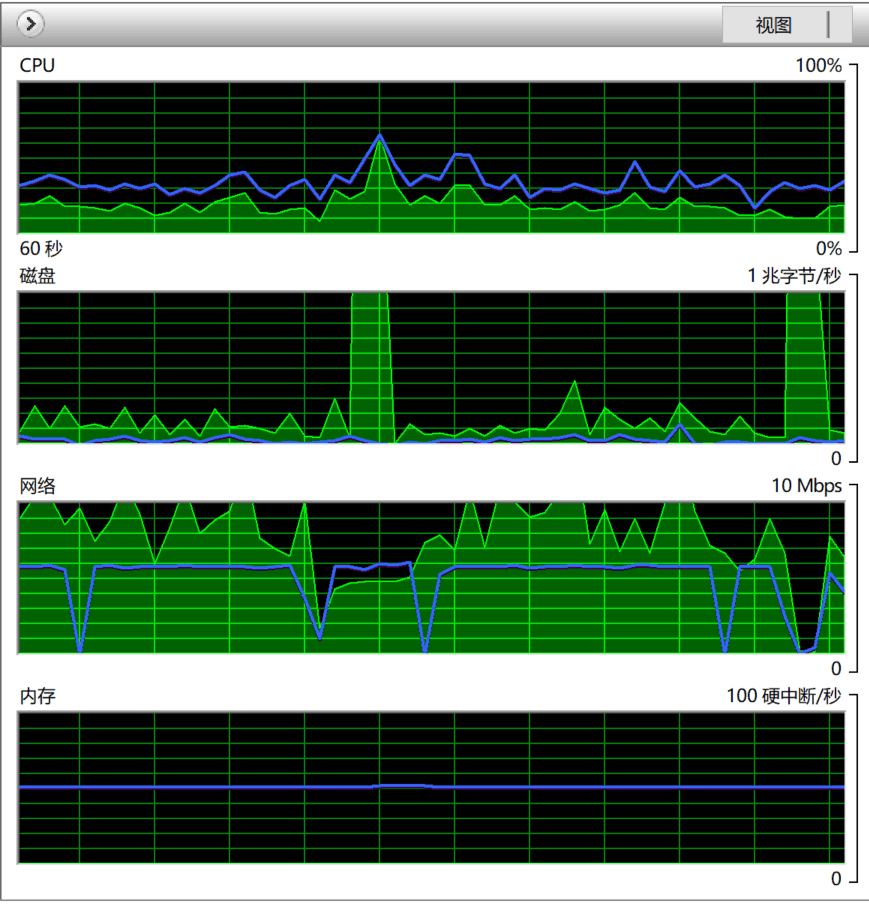 视图
CPU 100%
60 秒 0%
磁盘 1 兆字节/秒
0
网络 10 Mbps
0
内存 100 硬中断/秒
0